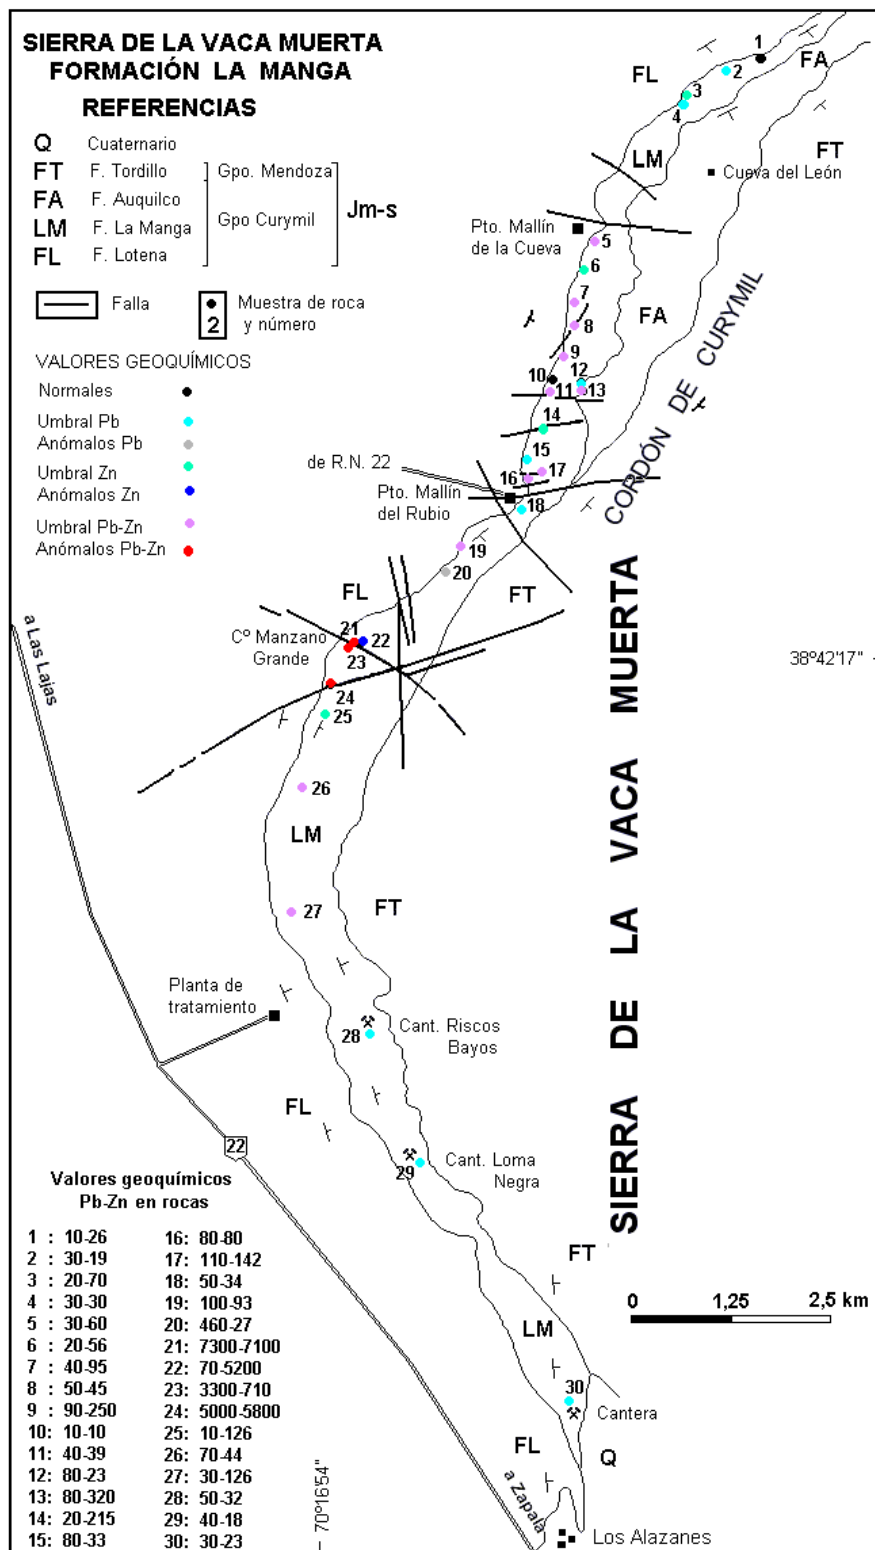 SIERRA DE LA VACA MUERTA
FORMACIÓN LA MANGA
REFERENCIAS
Q Cuaternario
FT F. Tordillo Gpo. Mendoza
FA F. Auquilco
LM F. La Manga Gpo Curymil Jm-s
FL F. Lotena
Falla
2 Muestra de roca
y número
VALORES GEOQUÍMICOS
Normales
Umbral Pb
Anómalos Pb
Umbral Zn
Anómalos Zn
Umbral Pb-Zn
Anómalos Pb-Zn
1
2
3
4
FL
FA
LM
FT
Cueva del León
Pto. Mallín
de la Cueva
5
6
7
8
9
10
11
12
13
14
15
16
17
18
FA
CORDÓN DE CURYMIL
de R.N. 22
Pto. Mallín
del Rubio
19
20
FL
FT
Cº Manzano
Grande
21
22
23
24
25
26
LM
27
FT
38º42'17"
a Las Lajas
SIERRA DE LA VACA MUERTA
Planta de
tratamiento
28
Cant. Riscos
Bayos
FL
22
29
Cant. Loma
Negra
FT
LM
0 1,25 2,5 km
30
Cantera
FL
Q
a Zapala
70º16'54"
Los Alazanes
Valores geoquímicos
Pb-Zn en rocas
1 : 10-26 16: 80-80
2 : 30-19 17: 110-142
3 : 20-70 18: 50-34
4 : 30-30 19: 100-93
5 : 30-60 20: 460-27
6 : 20-56 21: 7300-7100
7 : 40-95 22: 70-5200
8 : 50-45 23: 3300-710
9 : 90-250 24: 5000-5800
10: 10-10 25: 10-126
11: 40-39 26: 70-44
12: 80-23 27: 30-126
13: 80-320 28: 50-32
14: 20-215 29: 40-18
15: 80-33 30: 30-23